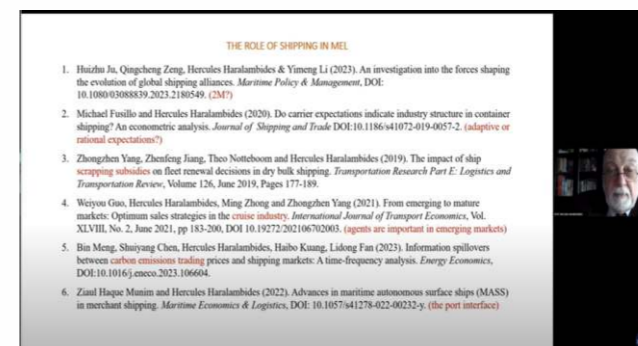 THE ROLE OF SHIPPING IN MEL
1. Huizhu Ju, Qingcheng Zeng, Hercules Haralambides & Yimeng Li (2023). An investigation into the forces shaping
the evolution of global shipping alliances. Maritime Policy & Management, DOI:
10.1080/03088839.2023.2180549. (2M?)
2. Michael Fusillo and Hercules Haralambides (2020). Do carrier expectations indicate industry structure in container
shipping? An econometric analysis. Journal of Shipping and Trade DOI:10.1186/s41072-019-0057-2. (adaptive or
rational expectations?)
3. Zhongzhen Yang, Zhenfeng Jiang, Theo Notteboom and Hercules Haralambides (2019). The impact of ship
scrapping subsidies on fleet renewal decisions in dry bulk shipping. Transportation Research Part E: Logistics and
Transportation Review, Volume 126, June 2019, Pages 177-189.
4. Weiyou Guo, Hercules Haralambides, Ming Zhong and Zhongzhen Yang (2021). From emerging to mature
markets: Optimum sales strategies in the cruise industry. International Journal of Transport Economics, Vol.
XLVIII, No. 2, June 2021, pp 183-200, DOI 10.19272/202106702003. (agents are important in emerging markets)
5. Bin Meng, Shuiyang Chen, Hercules Haralambides, Haibo Kuang, Lidong Fan (2023). Information spillovers
between carbon emissions trading prices and shipping markets: A time-frequency analysis. Energy Economics,
DOI:10.1016/j.eneco.2023.106604.
6. Ziaul Haque Munim and Hercules Haralambides (2022). Advances in maritime autonomous surface ships (MASS)
in merchant shipping. Maritime Economics & Logistics, DOI: 10.1057/s41278-022-00232-y. (the port interface)